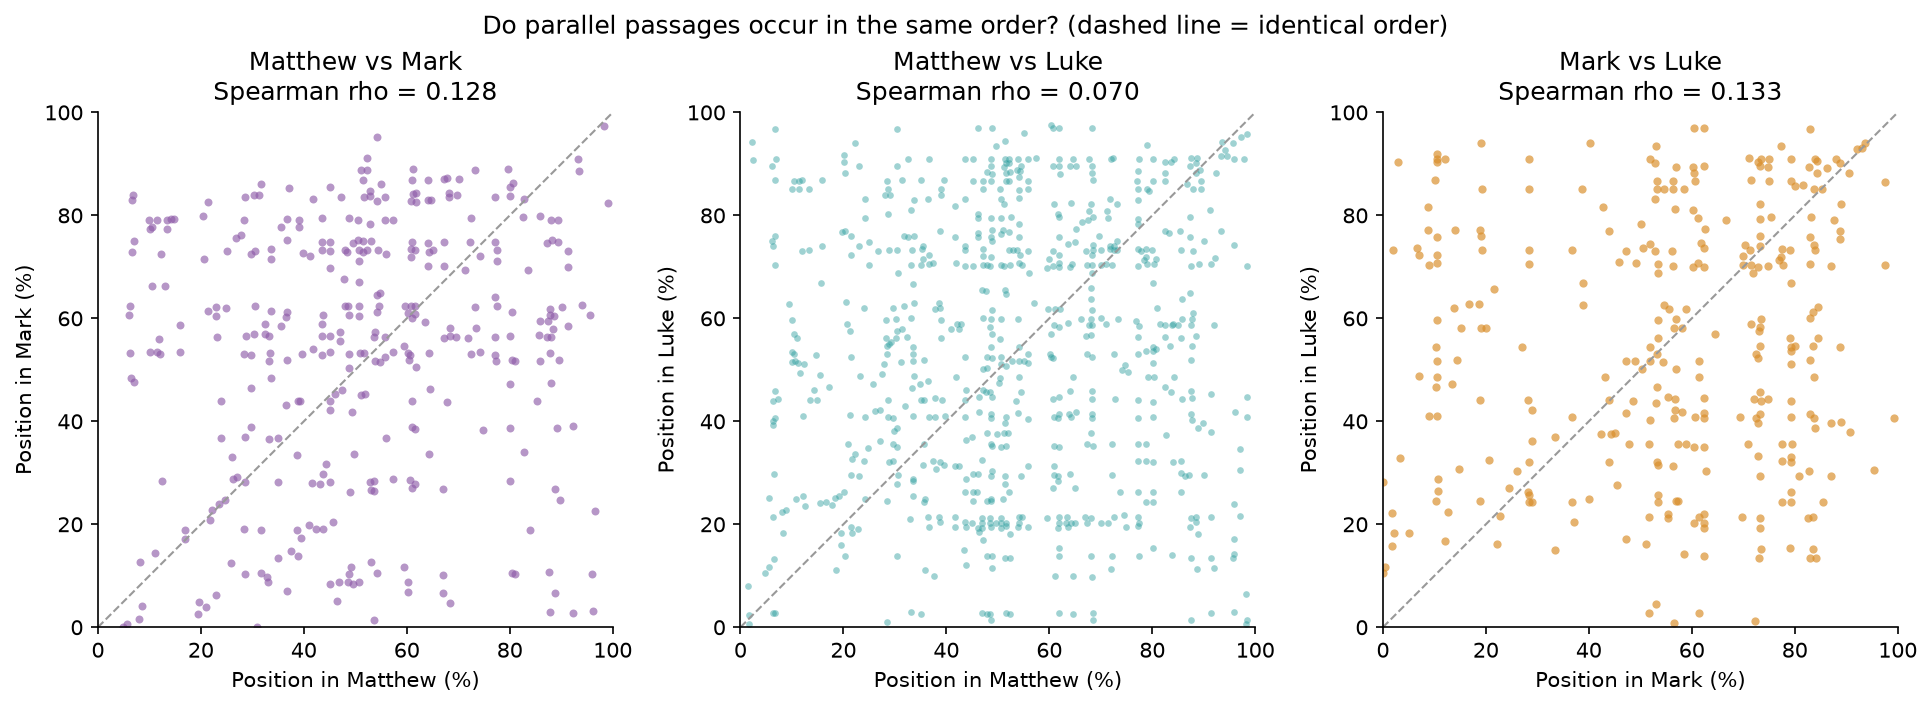 Do parallel passages occur in the same order? (dashed line = identical order)
Matthew vs Mark
Spearman rho = 0.128
100
80
60
40
20
0
0 20 40 60 80 100
Position in Mark (%)
Position in Matthew (%)
Matthew vs Luke
Spearman rho = 0.070
100
80
60
40
20
0
0 20 40 60 80 100
Position in Luke (%)
Position in Matthew (%)
Mark vs Luke
Spearman rho = 0.133
100
80
60
40
20
0
0 20 40 60 80 100
Position in Luke (%)
Position in Mark (%)